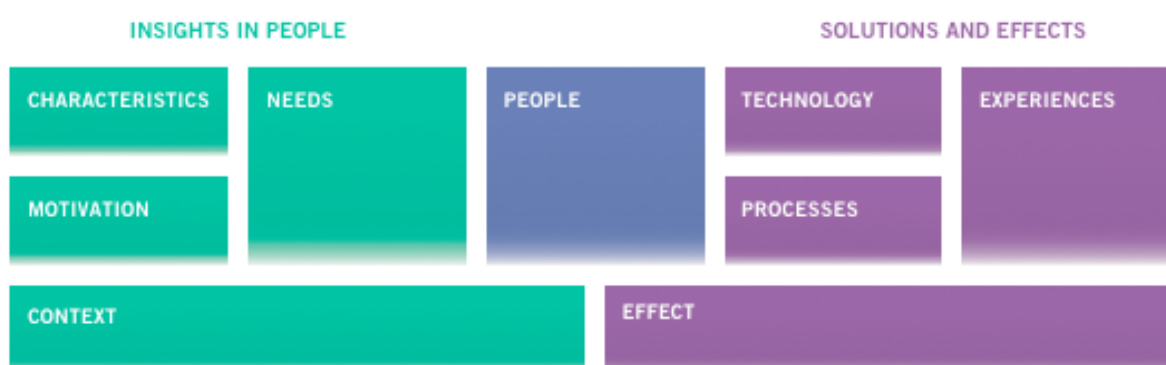 INSIGHTS IN PEOPLE
SOLUTIONS AND EFFECTS
CHARACTERISTICS
NEEDS
PEOPLE
TECHNOLOGY
EXPERIENCES
MOTIVATION
PROCESSES
CONTEXT
EFFECT